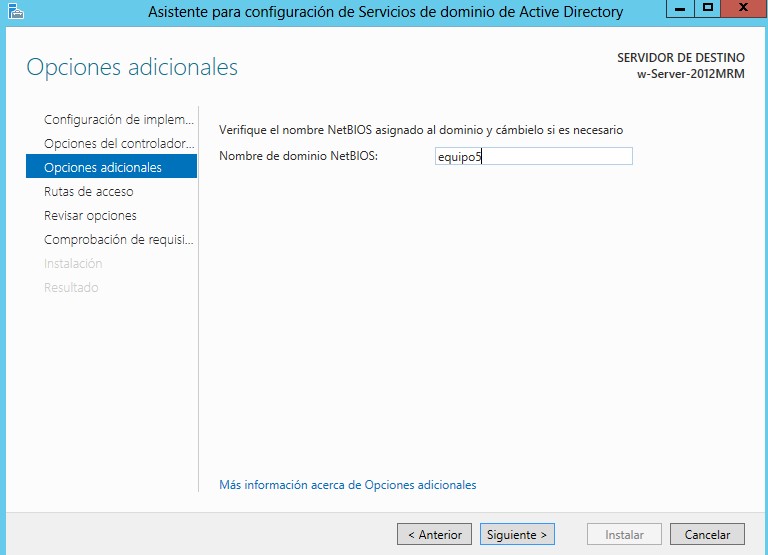 Asistente para configuración de Servicios de dominio de Active Directory
Opciones adicionales
SERVIDOR DE DESTINO
w-Server-2012MRM
Configuración de implem...
Opciones del controlador...
Opciones adicionales
Rutas de acceso
Revisar opciones
Comprobación de requisi...
Instalación
Resultado
Verifique el nombre NetBIOS asignado al dominio y cámbielo si es necesario
Nombre de dominio NetBIOS: equipo5
Más información acerca de Opciones adicionales
< Anterior Siguiente > Instalar Cancelar